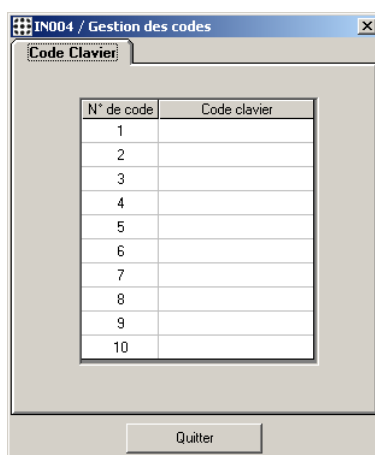 IN004 / Gestion des codes
Code Clavier
N° de code Code clavier
1
2
3
4
5
6
7
8
9
10
Quitter